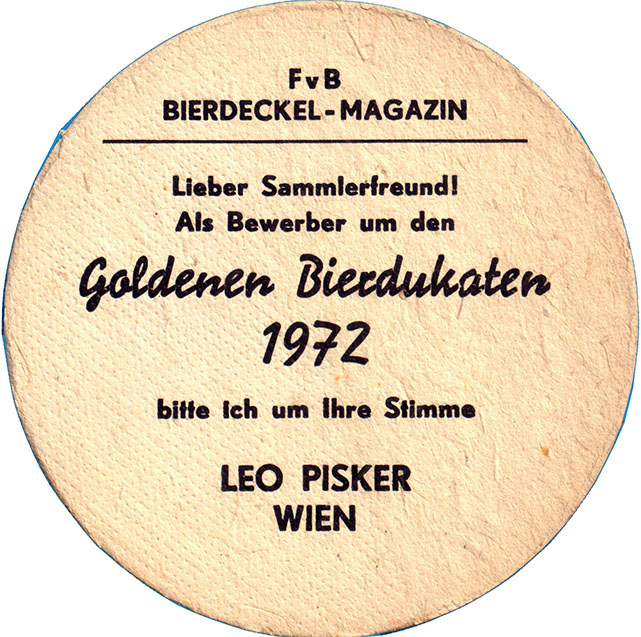 FvB
BIERDECKEL-MAGAZIN
Lieber Sammlerfreund!
Als Bewerber um den
Goldenen Bierdukaten
1972
bitte ich um Ihre Stimme
LEO PISKER
WIEN